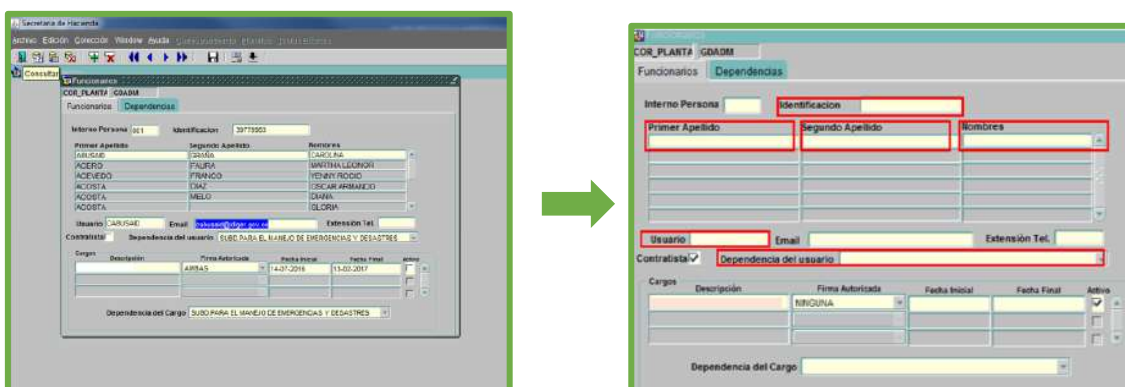 Secretaria de Hacienda
Archivo Edición Colección Window Ayuda
Consultar
Funcionarios
COR_PLANTA GDADM
Funcionarios Dependencias
Interno Persona 001 Identificacion
Primer Apellido Segundo Apellido Nombres
ABUSAID GRAÑA CAROLINA
ACERO FAURA MARTHA LEONOR
ACEVEDO FRANCO YENNY ROCIO
ACOSTA DIAZ OSCAR ARMANDO
ACOSTA MELO DIANA
ACOSTA GLORIA
Usuario CABUSAID Email Extensión Tel.
Contratista Dependencia del usuario SUBD.PARA EL MANEJO DE EMERGENCIAS Y DESASTRES
Cargos
Descripción Firma Autorizada Fecha Inicial Fecha Final Activo
AMBAS 14-07-2016 13-02-2017
Dependencia del Cargo SUBD.PARA EL MANEJO DE EMERGENCIAS Y DESASTRES
Funcionarios
COR_PLANTA GDADM
Funcionarios Dependencias
Interno Persona Identificacion
Primer Apellido Segundo Apellido Nombres
Usuario Email Extensión Tel.
Contratista Dependencia del usuario
Cargos
Descripción Firma Autorizada Fecha Inicial Fecha Final Activo
NINGUNA
Dependencia del Cargo